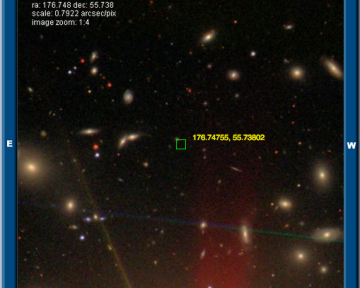 ra: 176.748 dec: 55.738
scale: 0.7922 arcsec/pix
image zoom: 1:4
176.74755, 55.73802
E
W